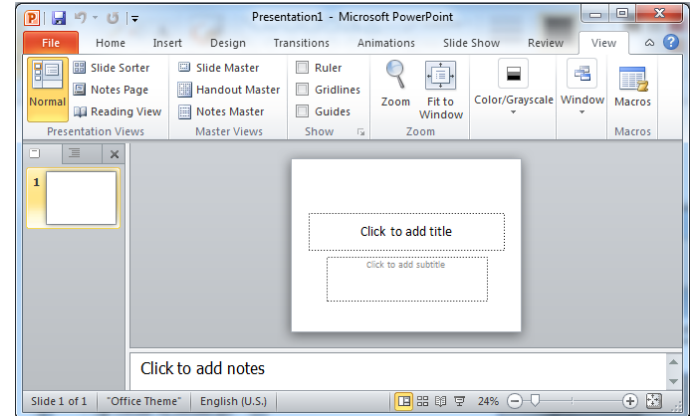 P Presentation1 - Microsoft PowerPoint
File Home Insert Design Transitions Animations Slide Show Review View
Normal
Slide Sorter
Notes Page
Reading View
Presentation Views
Slide Master
Handout Master
Notes Master
Master Views
Ruler
Gridlines
Guides
Show
Zoom
Fit to
Window
Zoom
Color/Grayscale
Window
Macros
Macros
1
Click to add title
Click to add subtitle
Click to add notes
Slide 1 of 1 "Office Theme" English (U.S.) 24%